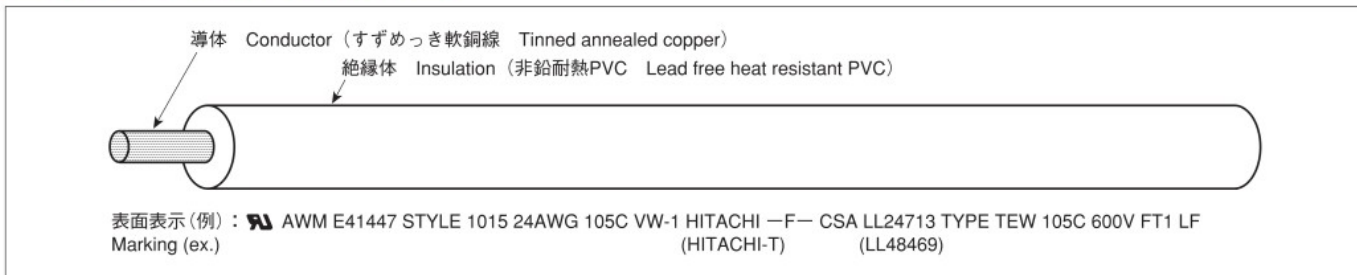 導体　Conductor（すずめっき軟銅線　Tinned annealed copper）
絶縁体　Insulation（非鉛耐熱PVC　Lead free heat resistant PVC）
表面表示（例）： RU AWM E41447 STYLE 1015 24AWG 105C VW-1 HITACHI －F－ CSA LL24713 TYPE TEW 105C 600V FT1 LF
Marking (ex.) (HITACHI-T) (LL48469)